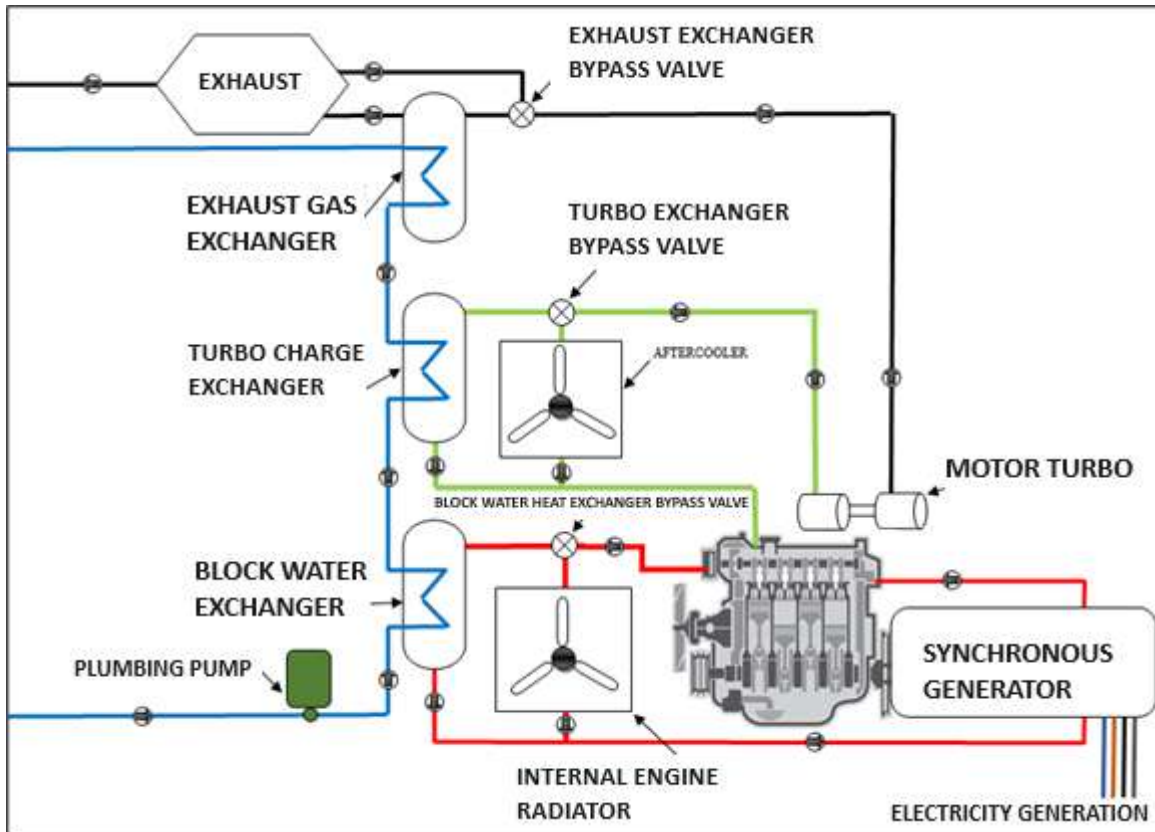 EXHAUST EXCHANGER
BYPASS VALVE
EXHAUST
EXHAUST GAS
EXCHANGER
TURBO EXCHANGER
BYPASS VALVE
TURBO CHARGE
EXCHANGER
AFTERCOOLER
MOTOR TURBO
BLOCK WATER HEAT EXCHANGER BYPASS VALVE
BLOCK WATER
EXCHANGER
PLUMBING PUMP
SYNCHRONOUS
GENERATOR
INTERNAL ENGINE
RADIATOR
ELECTRICITY GENERATION